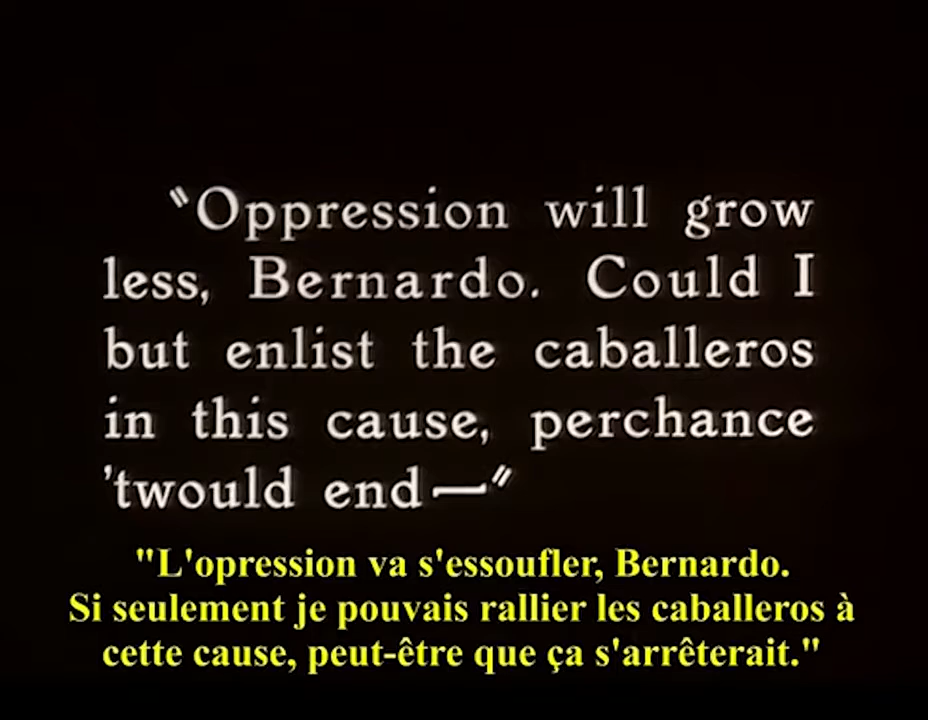 "Oppression will grow
less, Bernardo. Could I
but enlist the caballeros
in this cause, perchance
'twould end—"
"L'opression va s'essoufler, Bernardo.
Si seulement je pouvais rallier les caballeros à
cette cause, peut-être que ça s'arrêterait."